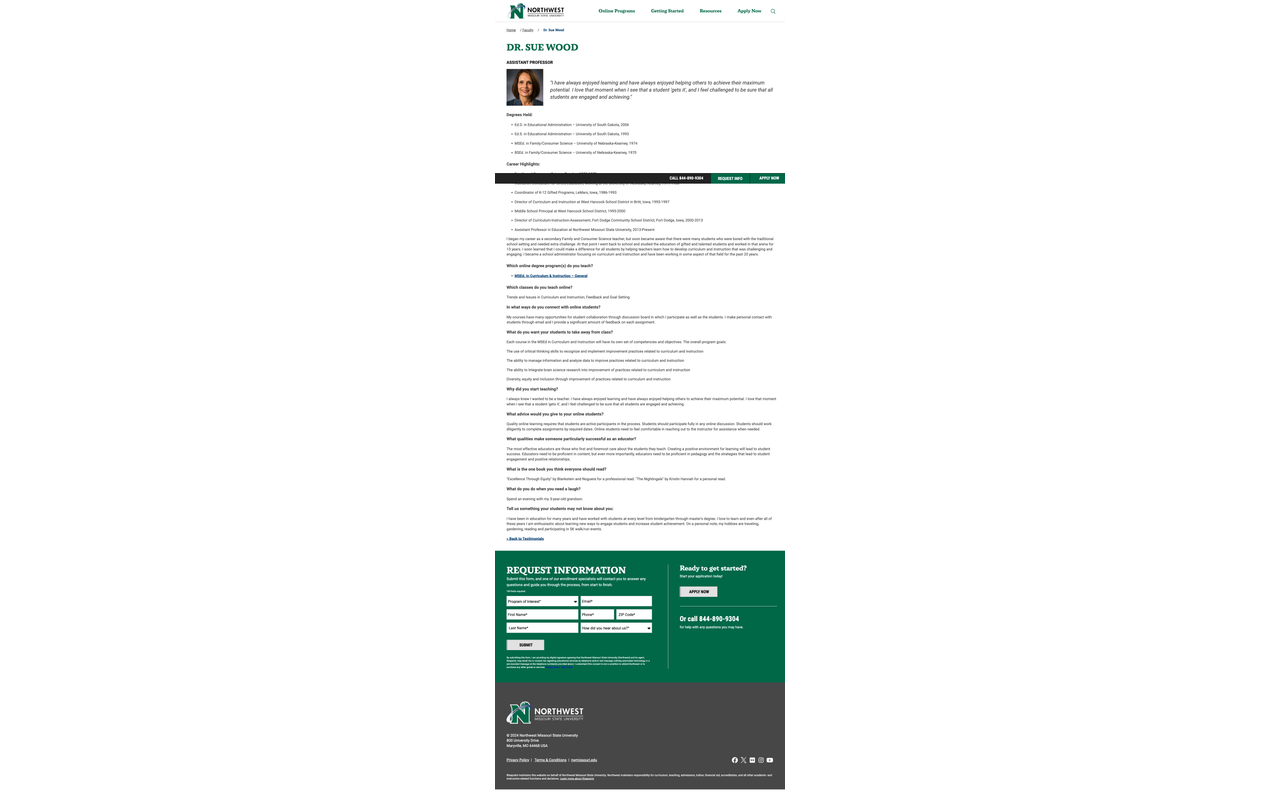 NORTHWEST
MISSOURI STATE UNIVERSITY
Online Programs
Getting Started
Resources
Apply Now
Home / Faculty / Dr. Sue Wood
DR. SUE WOOD
ASSISTANT PROFESSOR
"I have always enjoyed learning and have always enjoyed helping others to achieve their maximum
potential. I love that moment when I see that a student 'gets it', and I feel challenged to be sure that all
students are engaged and achieving."
Degrees Held:
Ed.D. in Educational Administration – University of South Dakota, 2006
Ed.S. in Educational Administration – University of South Dakota, 1993
MSEd. in Family/Consumer Science – University of Nebraska-Kearney, 1974
BSEd. in Family/Consumer Science – University of Nebraska-Kearney, 1970
Career Highlights:
CALL 844-890-9304
REQUEST INFO
APPLY NOW
Coordinator of K-12 Gifted Programs, LeMars, Iowa, 1986-1993
Director of Curriculum and Instruction at West Hancock School District in Britt, Iowa, 1993-1997
Middle School Principal at West Hancock School District, 1995-2000
Director of Curriculum-Instruction-Assessment, Fort Dodge Community School District, Fort Dodge, Iowa, 2000-2013
Assistant Professor in Education at Northwest Missouri State University, 2013-Present
I began my career as a secondary Family and Consumer Science teacher, but soon became aware that there were many students who were bored with the traditional
school setting and needed extra challenge. At that point I went back to school and studied the education of gifted and talented students and worked in that arena for
15 years. I soon learned that I could make a difference for all students by helping teachers learn how to develop curriculum and instruction that was challenging and
engaging. I became a school administrator focusing on curriculum and instruction and have been working in some aspect of that field for the past 20 years.
Which online degree program(s) do you teach?
MSEd. in Curriculum & Instruction – General
Which classes do you teach online?
Trends and Issues in Curriculum and Instruction; Feedback and Goal Setting.
In what ways do you connect with online students?
My courses have many opportunities for student collaboration through discussion board in which I participate as well as the students. I make personal contact with
students through email and I provide a significant amount of feedback on each assignment.
What do you want your students to take away from class?
Each course in the MSEd in Curriculum and Instruction will have its own set of competencies and objectives. The overall program goals:
The use of critical thinking skills to recognize and implement improvement practices related to curriculum and instruction
The ability to manage information and analyze data to improve practices related to curriculum and instruction.
The ability to integrate brain science research into improvement of practices related to curriculum and instruction.
Diversity, equity and inclusion through improvement of practices related to curriculum and instruction
Why did you start teaching?
I always knew I wanted to be a teacher. I have always enjoyed learning and have always enjoyed helping others to achieve their maximum potential. I love that moment
when I see that a student 'gets it', and I feel challenged to be sure that all students are engaged and achieving.
What advice would you give to your online students?
Quality online learning requires that students are active participants in the process. Students should participate fully in any online discussion. Students should work
diligently to complete assignments by required dates. Online students need to feel comfortable in reaching out to the instructor for assistance when needed.
What qualities make someone particularly successful as an educator?
The most effective educators are those who first and foremost care about the students they teach. Creating a positive environment for learning will lead to student
success. Educators need to be proficient in content, but even more importantly, educators need to be proficient in pedagogy and the strategies that lead to student
engagement and positive relationships.
What is the one book you think everyone should read?
"Excellence Through Equity" by Blankstein and Noguera for a professional read. "The Nightingale" by Kristin Hannah for a personal read.
What do you do when you need a laugh?
Spend an evening with my 3-year-old grandson.
Tell us something your students may not know about you:
I have been in education for many years and have worked with students at every level from kindergarten through master's degree. I love to learn and even after all of
these years I am enthusiastic about learning new ways to engage students and increase student achievement. On a personal note, my hobbies are traveling,
gardening, reading and participating in 5K walk/run events.
« Back to Testimonials
REQUEST INFORMATION
Submit this form, and one of our enrollment specialists will contact you to answer any
questions and guide you through the process, from start to finish.
*All fields required.
Program of Interest*
Email*
First Name*
Phone*
ZIP Code*
Last Name*
How did you hear about us?*
SUBMIT
Ready to get started?
Start your application today!
APPLY NOW
Or call 844-890-9304
for help with any questions you may have.
NORTHWEST
MISSOURI STATE UNIVERSITY
© 2024 Northwest Missouri State University
800 University Drive
Maryville, MO 64468 USA
Privacy Policy | Terms & Conditions | nwmissouri.edu